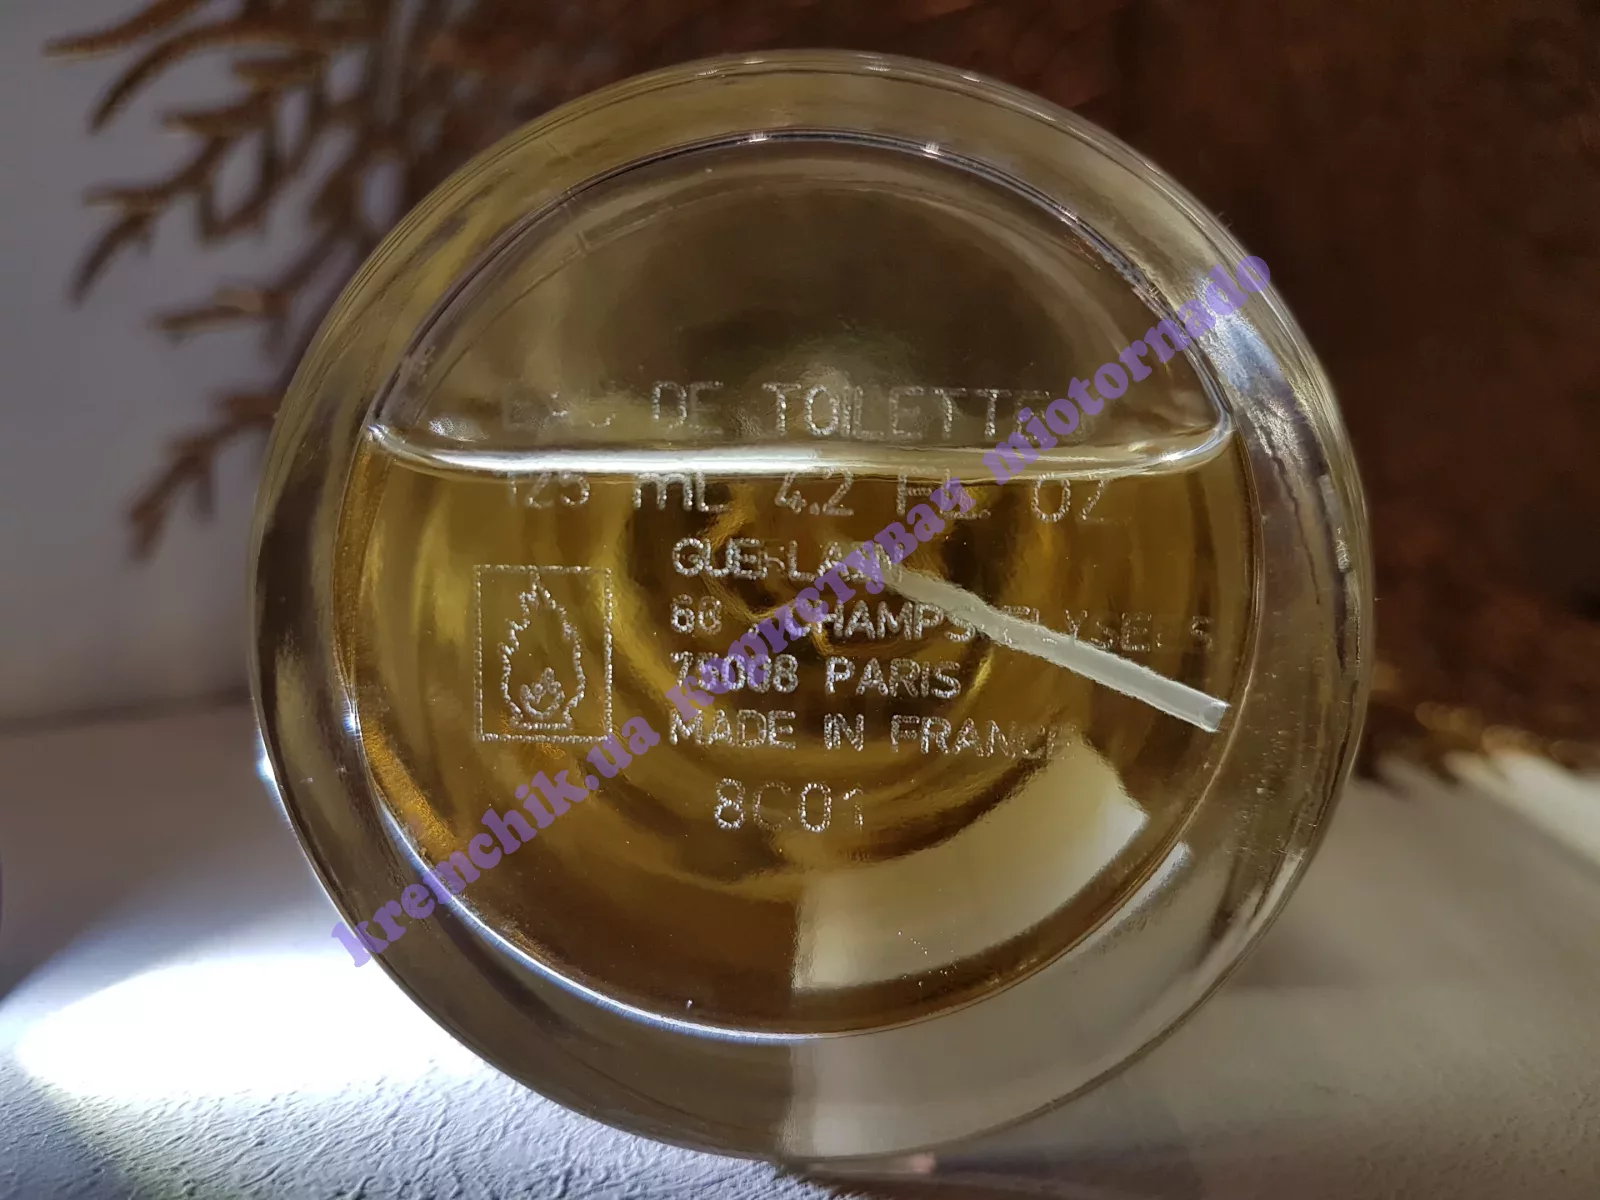 EAU DE TOILETTE
125 mL 4.2 FL. OZ
GUERLAIN
68, CHAMPS-ELYSEES
75008 PARIS
MADE IN FRANCE
8C01
kremchik.ua користувач miotornado